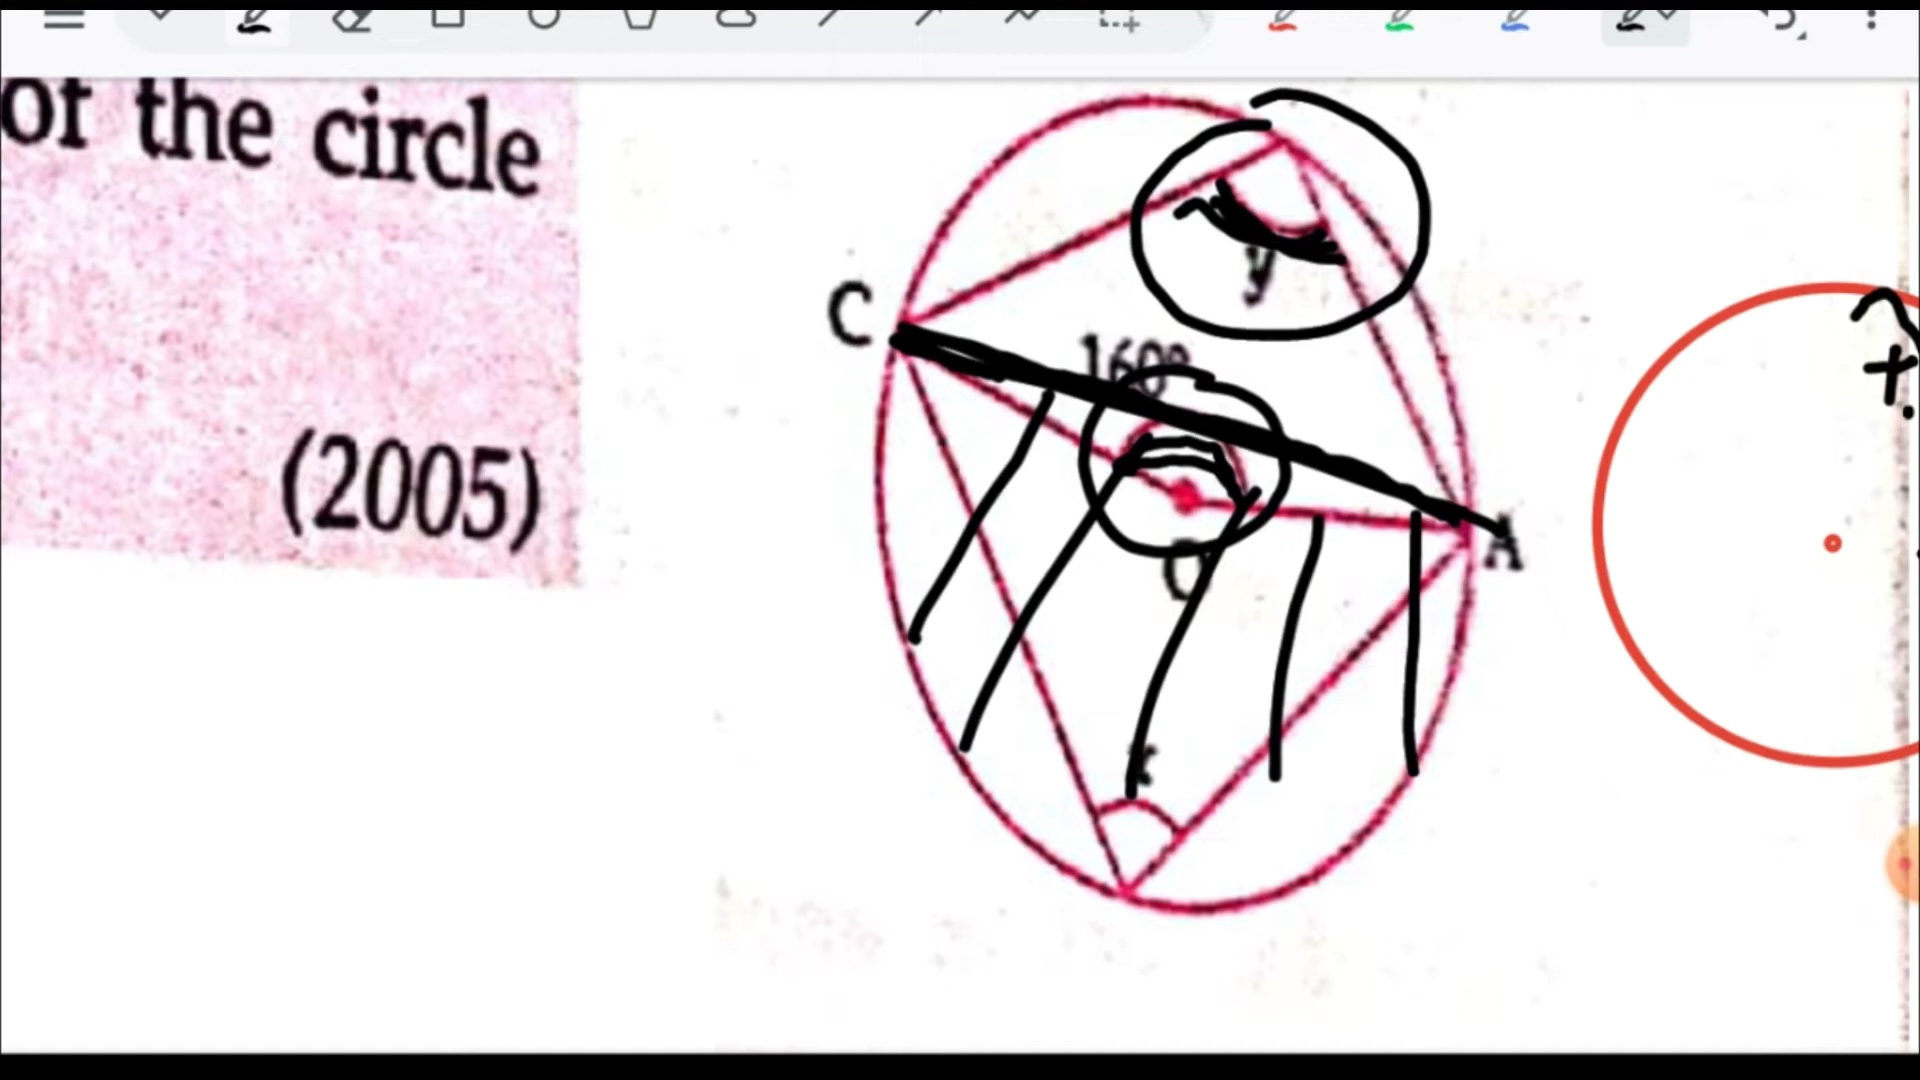 of the circle
(2005)
C
y
160°
O
A
x
+